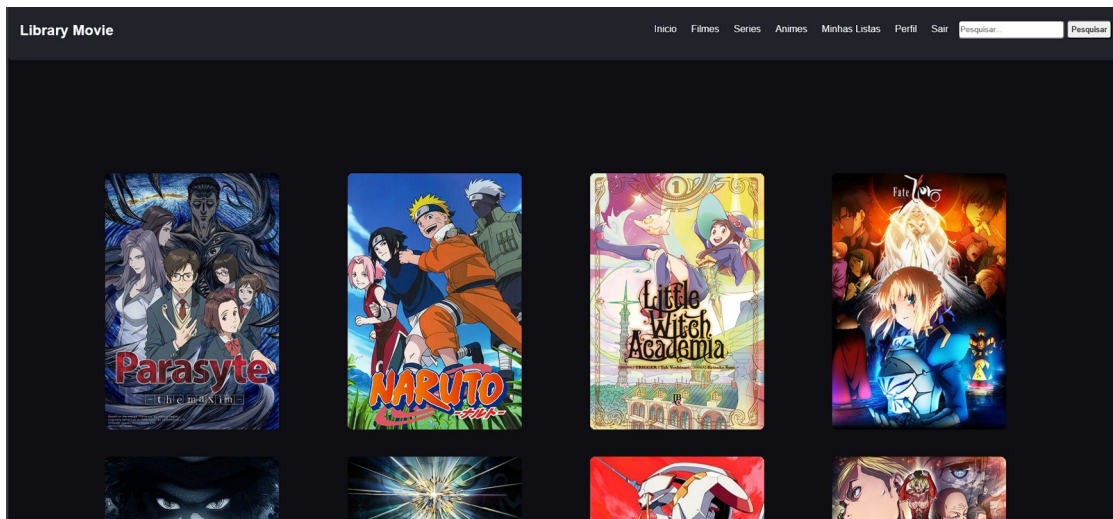 Library Movie
Inicio Filmes Series Animes Minhas Listas Perfil Sair Pesquisar... Pesquisar
Parasyte
-the maxim-
NARUTO
-ナルト-
1
Little
Witch
Academia
Fate Zero